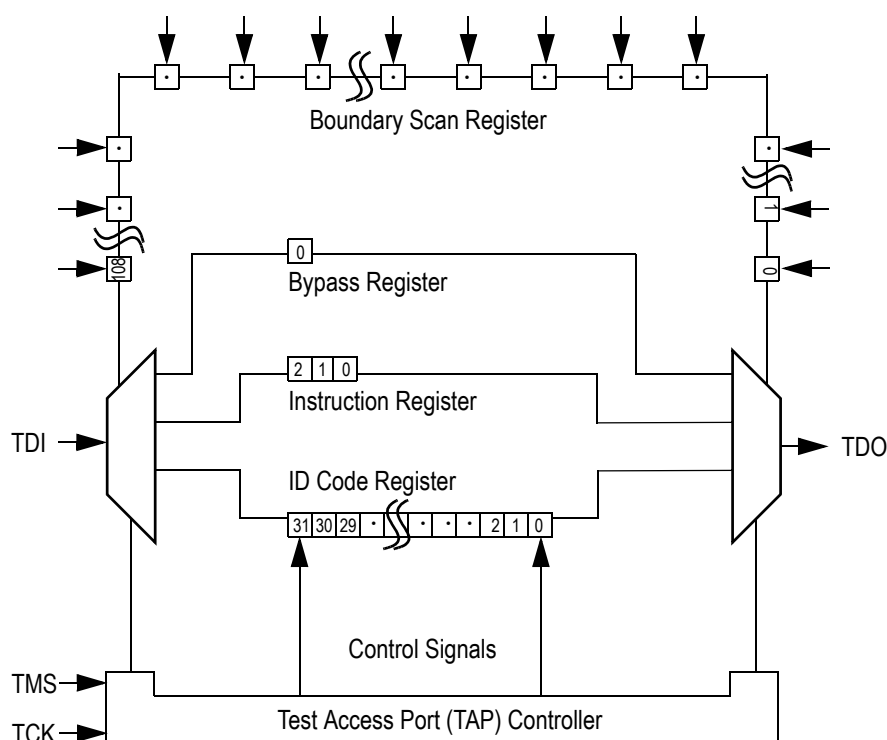 Boundary Scan Register
1
108
0
0
Bypass Register
2 1 0
Instruction Register
TDI
TDO
ID Code Register
31 30 29 · · · · 2 1 0
Control Signals
TMS
Test Access Port (TAP) Controller
TCK